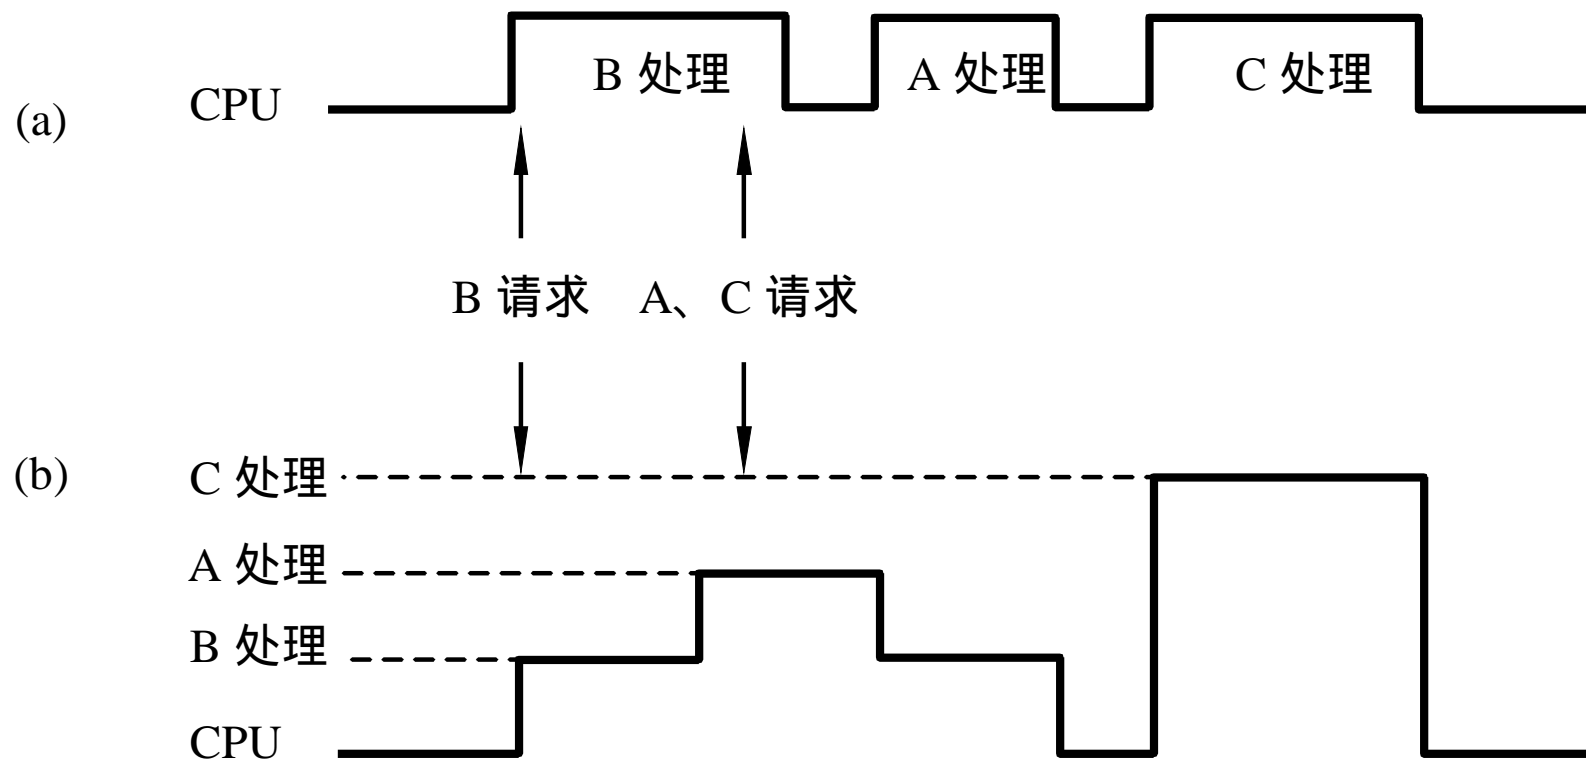 B 处理 A 处理 C 处理
(a) CPU
B 请求 A、C 请求
(b) C 处理
A 处理
B 处理
CPU